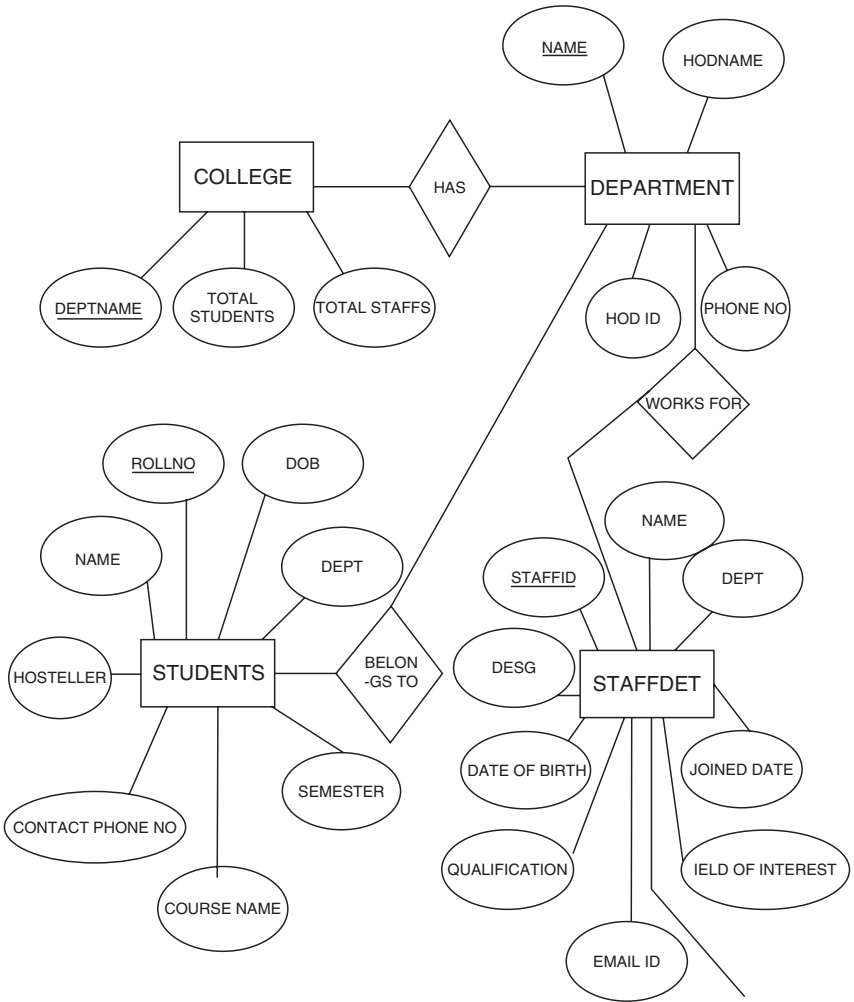 NAME
HODNAME
COLLEGE
HAS
DEPARTMENT
DEPTNAME
TOTAL
STUDENTS
TOTAL STAFFS
HOD ID
PHONE NO
WORKS FOR
ROLLNO
DOB
NAME
DEPT
NAME
STAFFID
DEPT
HOSTELLER
STUDENTS
BELON
-GS TO
DESG
STAFFDET
DATE OF BIRTH
JOINED DATE
SEMESTER
CONTACT PHONE NO
QUALIFICATION
IELD OF INTEREST
COURSE NAME
EMAIL ID